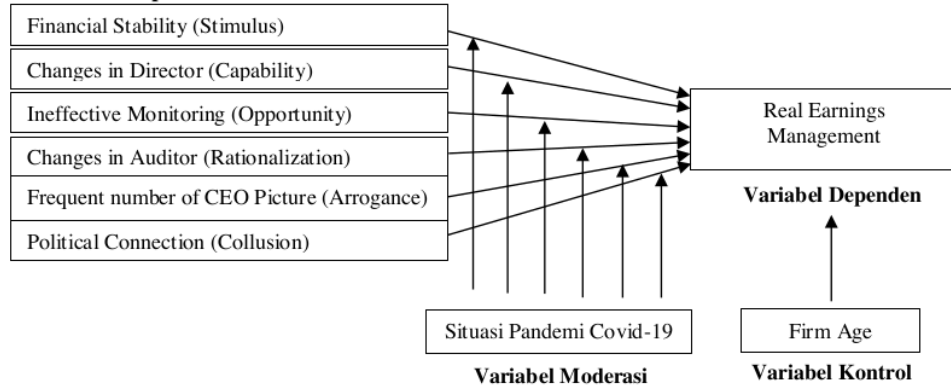 Financial Stability (Stimulus)
Changes in Director (Capability)
Ineffective Monitoring (Opportunity)
Changes in Auditor (Rationalization)
Frequent number of CEO Picture (Arrogance)
Political Connection (Collusion)
Real Earnings
Management
Variabel Dependen
Situasi Pandemi Covid-19
Variabel Moderasi
Firm Age
Variabel Kontrol